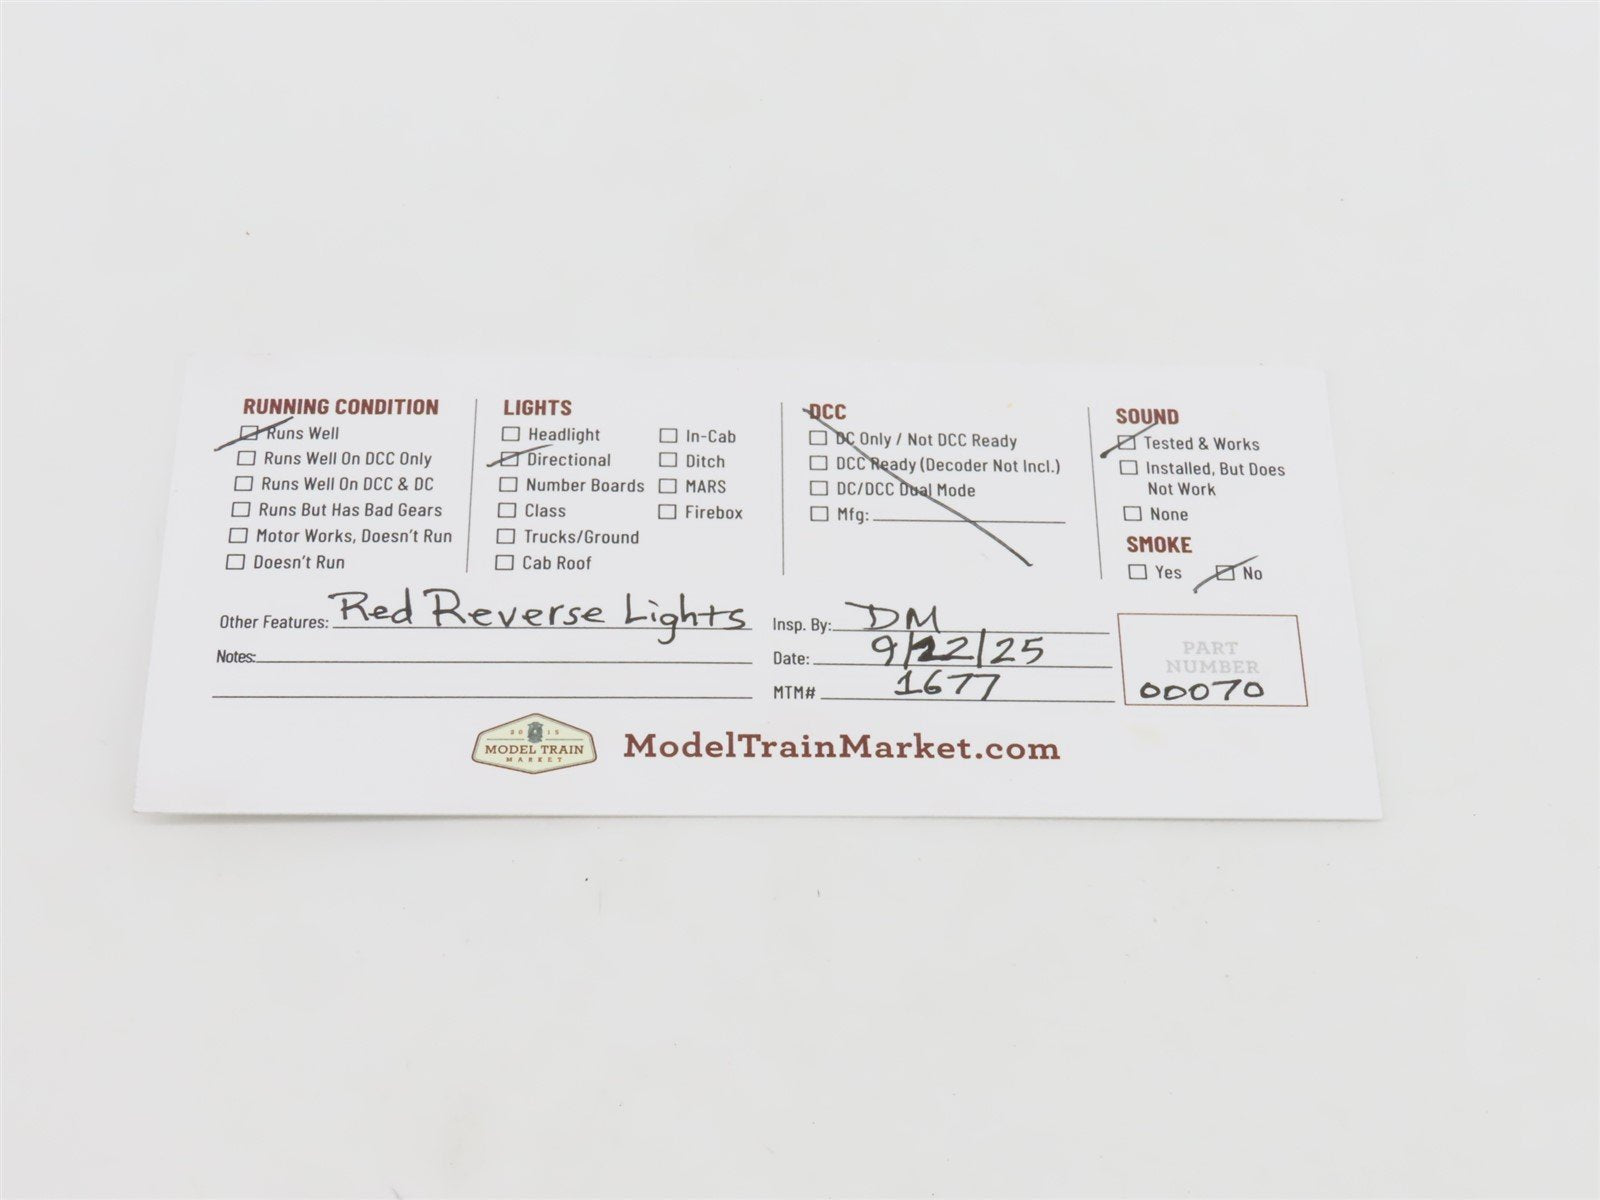 RUNNING CONDITION
Runs Well
Runs Well On DCC Only
Runs Well On DCC & DC
Runs But Has Bad Gears
Motor Works, Doesn't Run
Doesn't Run
LIGHTS
Headlight
Directional
Number Boards
Class
Trucks/Ground
Cab Roof
In-Cab
Ditch
MARS
Firebox
DCC
DC Only / Not DCC Ready
DCC Ready (Decoder Not Incl.)
DC/DCC Dual Mode
Mfg:
SOUND
Tested & Works
Installed, But Does
Not Work
None
SMOKE
Yes No
Other Features: Red Reverse Lights
Notes:
Insp. By: DM
Date: 9/22/25
MTM# 1677
PART
NUMBER
00070
2015
MODEL TRAIN
MARKET
ModelTrainMarket.com